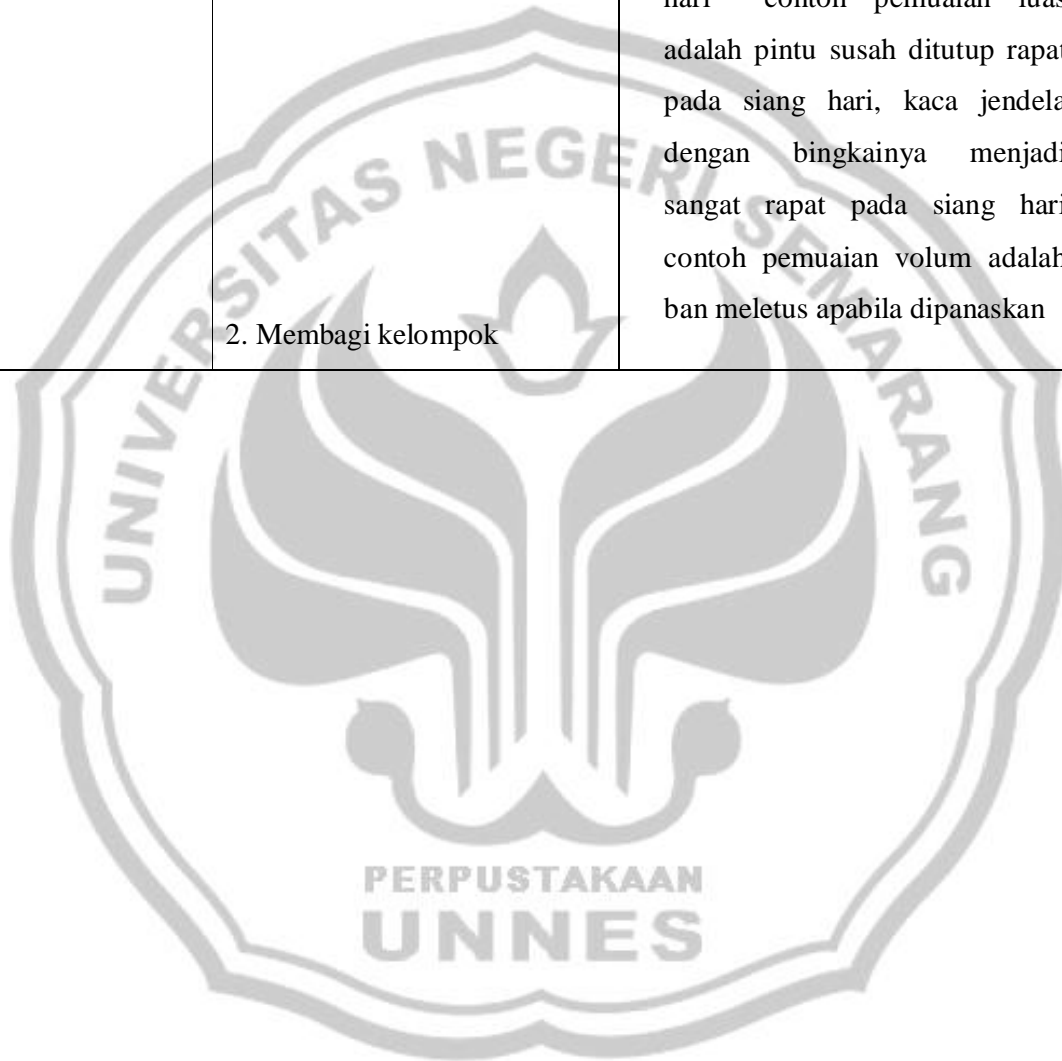 hari contoh pemuaian luas
adalah pintu susah ditutup rapat
pada siang hari, kaca jendela
dengan bingkainya menjadi
sangat rapat pada siang hari
contoh pemuaian volum adalah
ban meletus apabila dipanaskan
2. Membagi kelompok
UNIVERSITAS NEGERI SEMARANG
PERPUSTAKAAN
UNNES